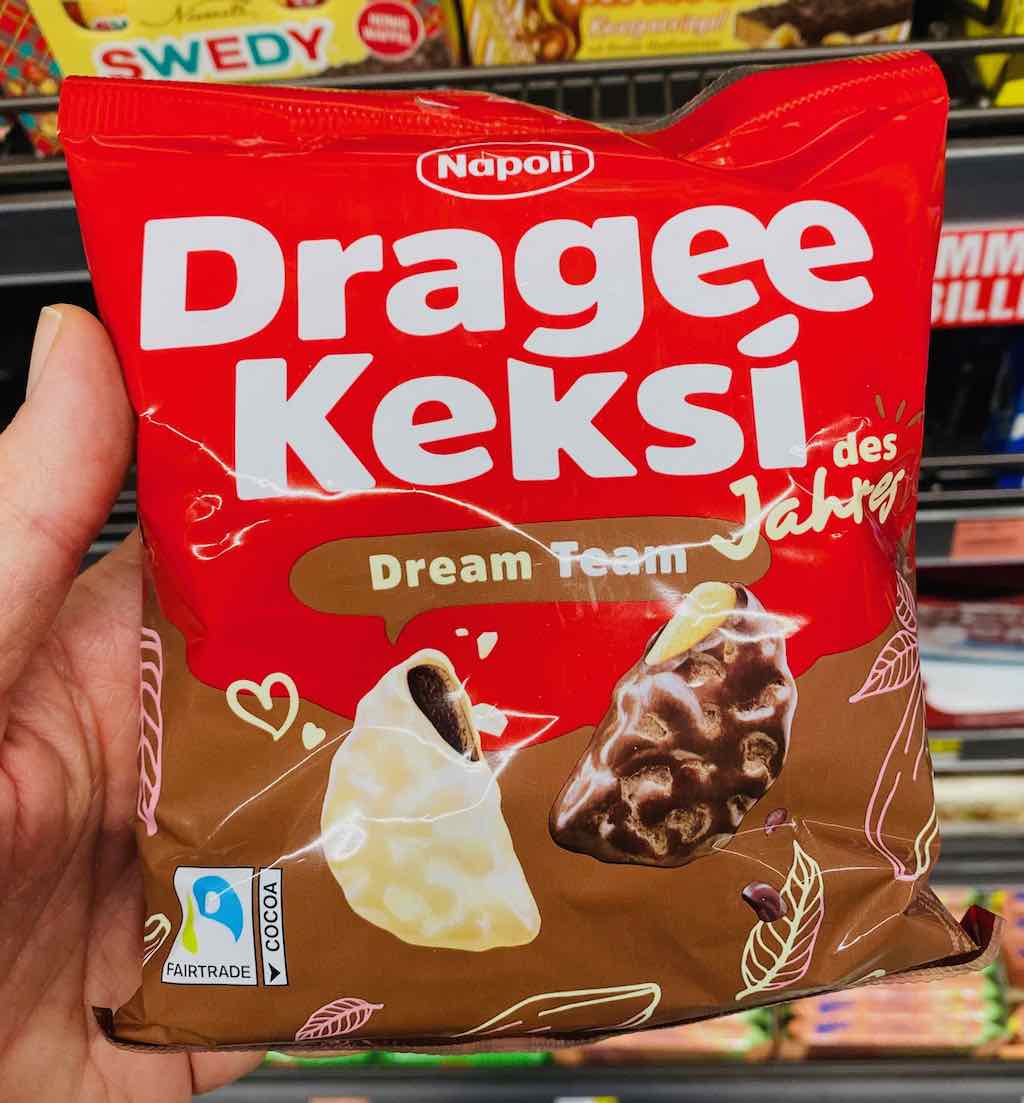 SWEDY
Napoli
Dragee
Keksi
des
Jahres
Dream Team
FAIRTRADE
COCOA